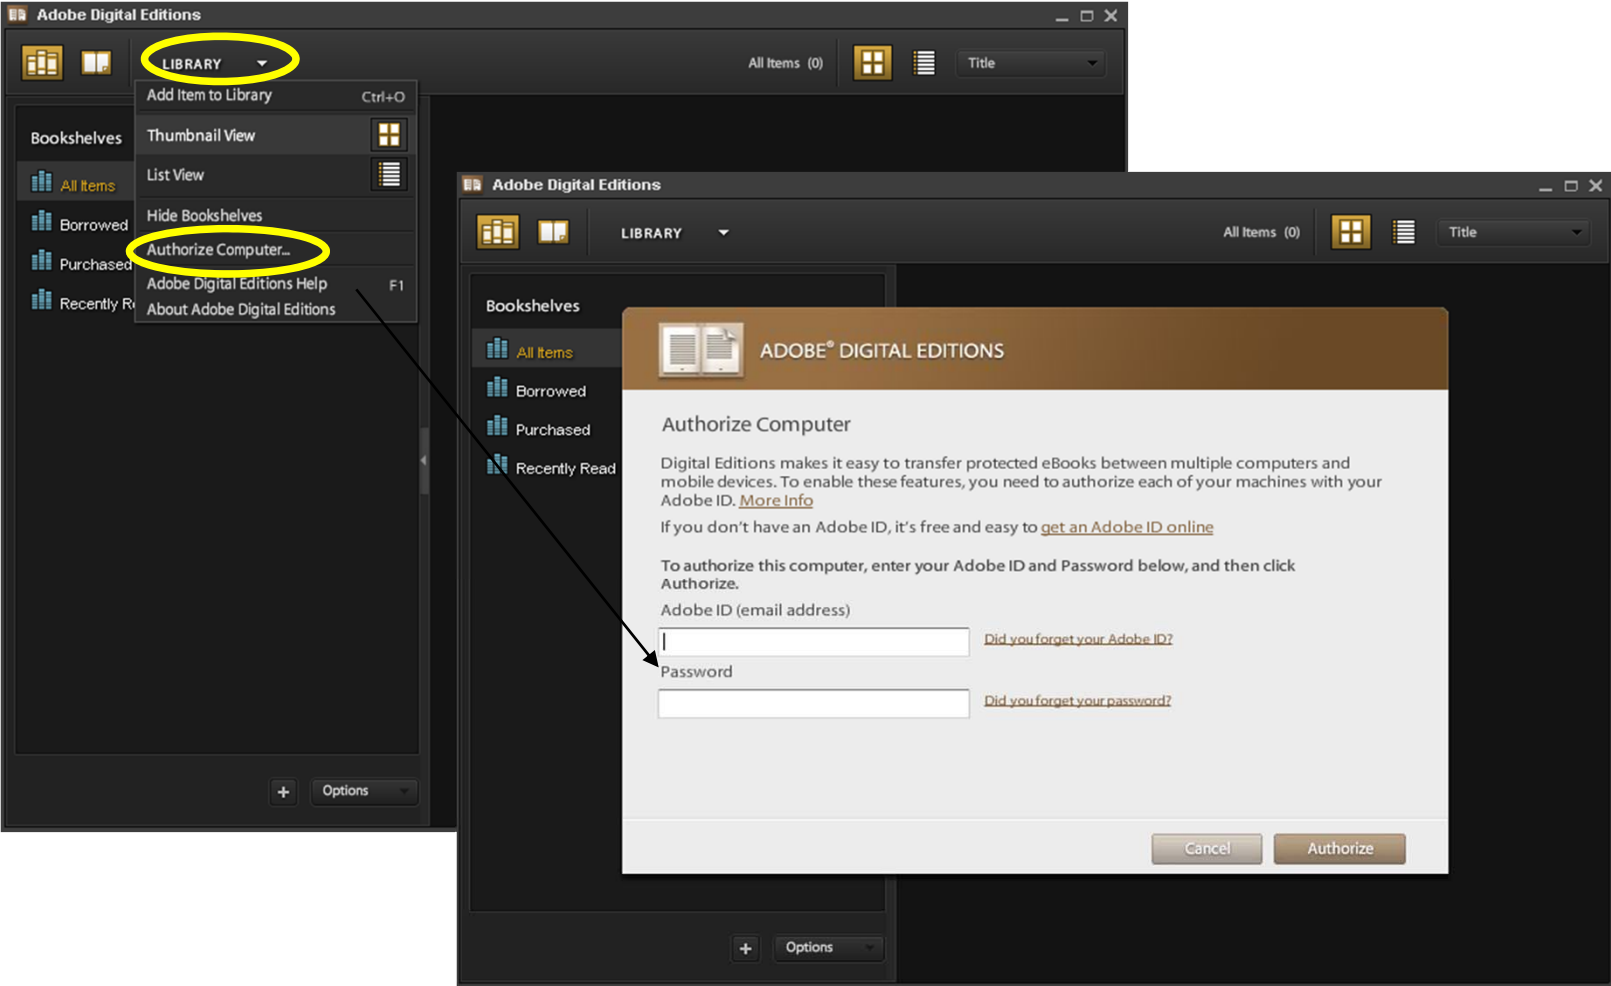 Adobe Digital Editions
LIBRARY
All Items (0)
Title
Add Item to Library Ctrl+O
Thumbnail View
List View
Hide Bookshelves
Authorize Computer...
Adobe Digital Editions Help F1
About Adobe Digital Editions
Bookshelves
All Items
Borrowed
Purchased
Recently R
Options
Adobe Digital Editions
LIBRARY
All Items (0)
Title
Bookshelves
All Items
Borrowed
Purchased
Recently Read
Options
ADOBE® DIGITAL EDITIONS
Authorize Computer
Digital Editions makes it easy to transfer protected eBooks between multiple computers and
mobile devices. To enable these features, you need to authorize each of your machines with your
Adobe ID. More Info
If you don't have an Adobe ID, it's free and easy to get an Adobe ID online
To authorize this computer, enter your Adobe ID and Password below, and then click
Authorize.
Adobe ID (email address)
Did you forget your Adobe ID?
Password
Did you forget your password?
Cancel
Authorize